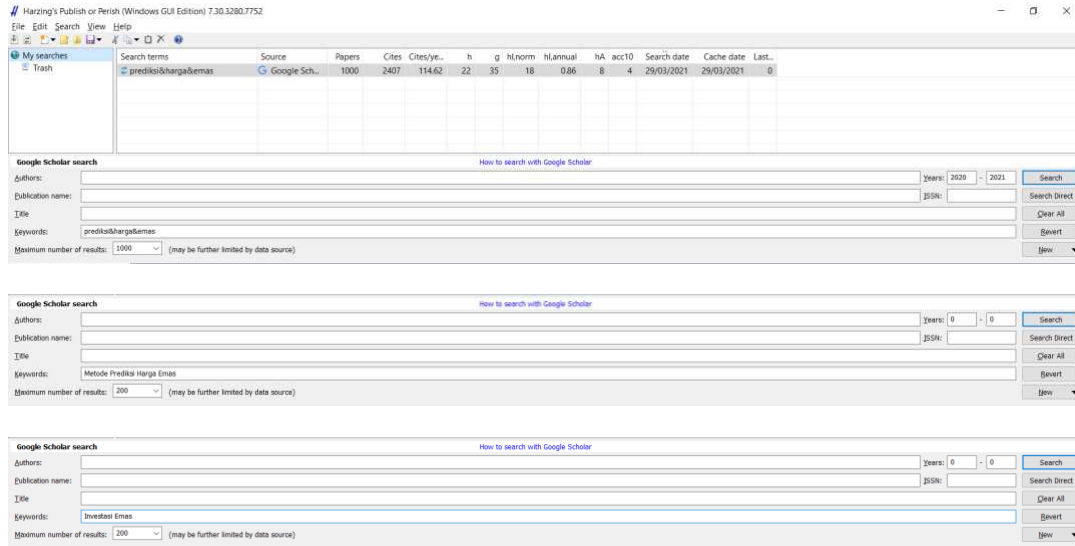 Harzing's Publish or Perish (Windows GUI Edition) 7.30.3280.7752
File Edit Search View Help
My searches
Trash
Search terms Source Papers Cites Cites/ye... h g hI,norm hI,annual hA acc10 Search date Cache date Last...
prediksi&harga&emas Google Sch... 1000 2407 114.62 22 35 18 0.86 8 4 29/03/2021 29/03/2021 0
Google Scholar search How to search with Google Scholar
Authors: Years: 2020 - 2021 Search
Publication name: ISSN: Search Direct
Title Clear All
Keywords: prediksi&harga&emas Revert
Maximum number of results: 1000 (may be further limited by data source) New
Google Scholar search How to search with Google Scholar
Authors: Years: 0 - 0 Search
Publication name: ISSN: Search Direct
Title Clear All
Keywords: Metode Prediksi Harga Emas Revert
Maximum number of results: 200 (may be further limited by data source) New
Google Scholar search How to search with Google Scholar
Authors: Years: 0 - 0 Search
Publication name: ISSN: Search Direct
Title Clear All
Keywords: Investasi Emas Revert
Maximum number of results: 200 (may be further limited by data source) New